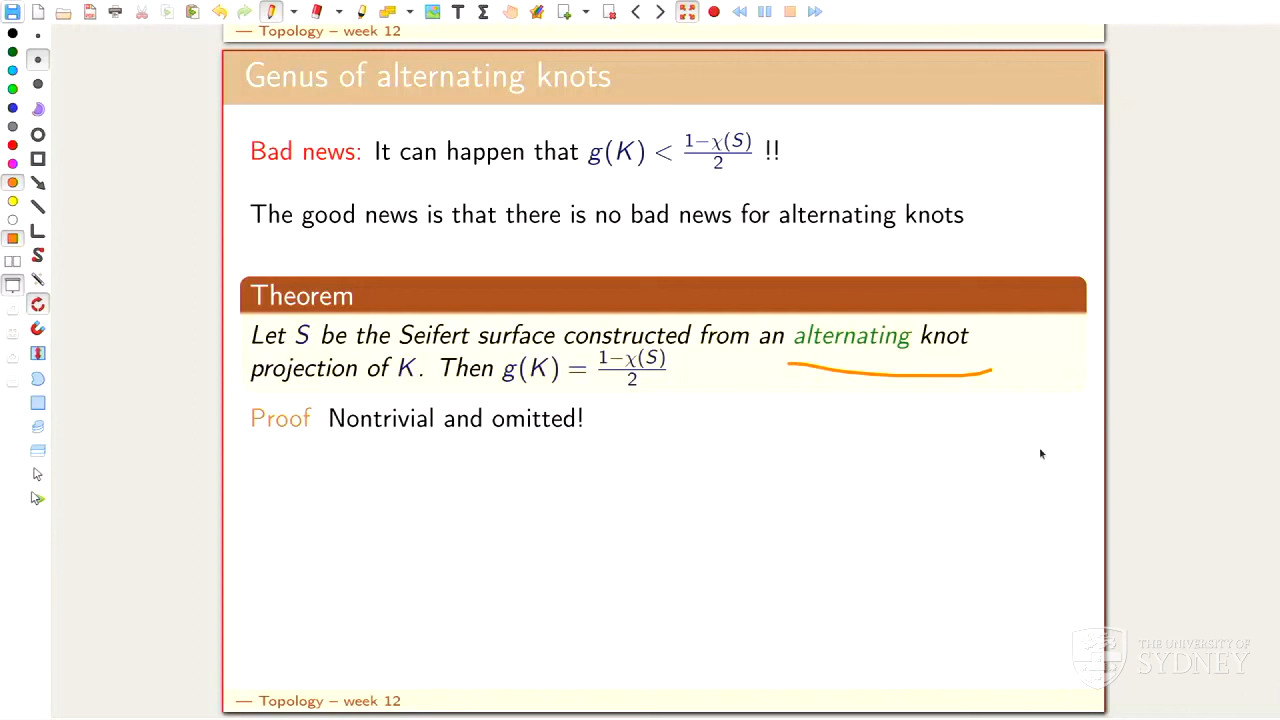 — Topology – week 12
Genus of alternating knots
Bad news: It can happen that g(K) < \frac{1−χ(S)}{2} !!
The good news is that there is no bad news for alternating knots
Theorem
Let S be the Seifert surface constructed from an alternating knot
projection of K. Then g(K) = \frac{1−χ(S)}{2}
Proof Nontrivial and omitted!
THE UNIVERSITY OF
SYDNEY
— Topology – week 12